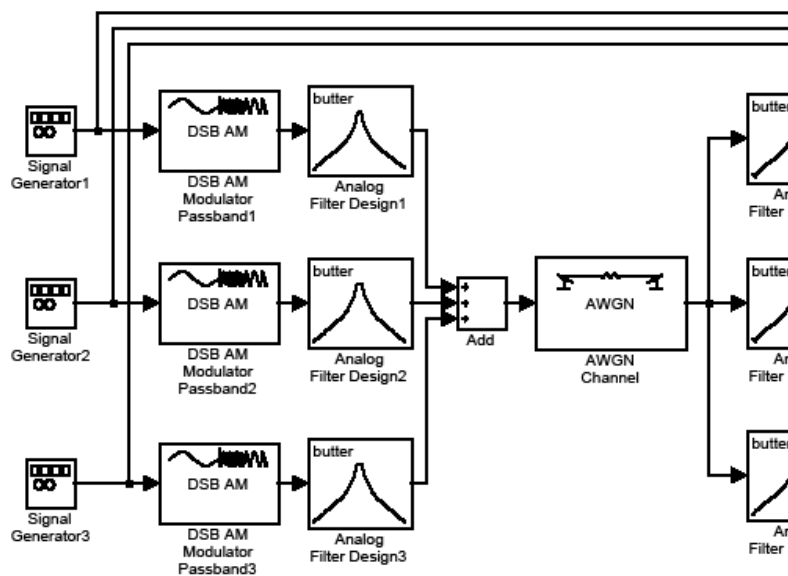 butter
butter
DSB AM
DSB AM
Modulator
Passband1
Signal
Generator1
Analog
Filter Design1
Filter
butter
butter
DSB AM
AWGN
Signal
Generator2
DSB AM
Modulator
Passband2
Analog
Filter Design2
Add
AWGN
Channel
Filter
butter
butter
DSB AM
Signal
Generator3
DSB AM
Modulator
Passband3
Analog
Filter Design3
Filter